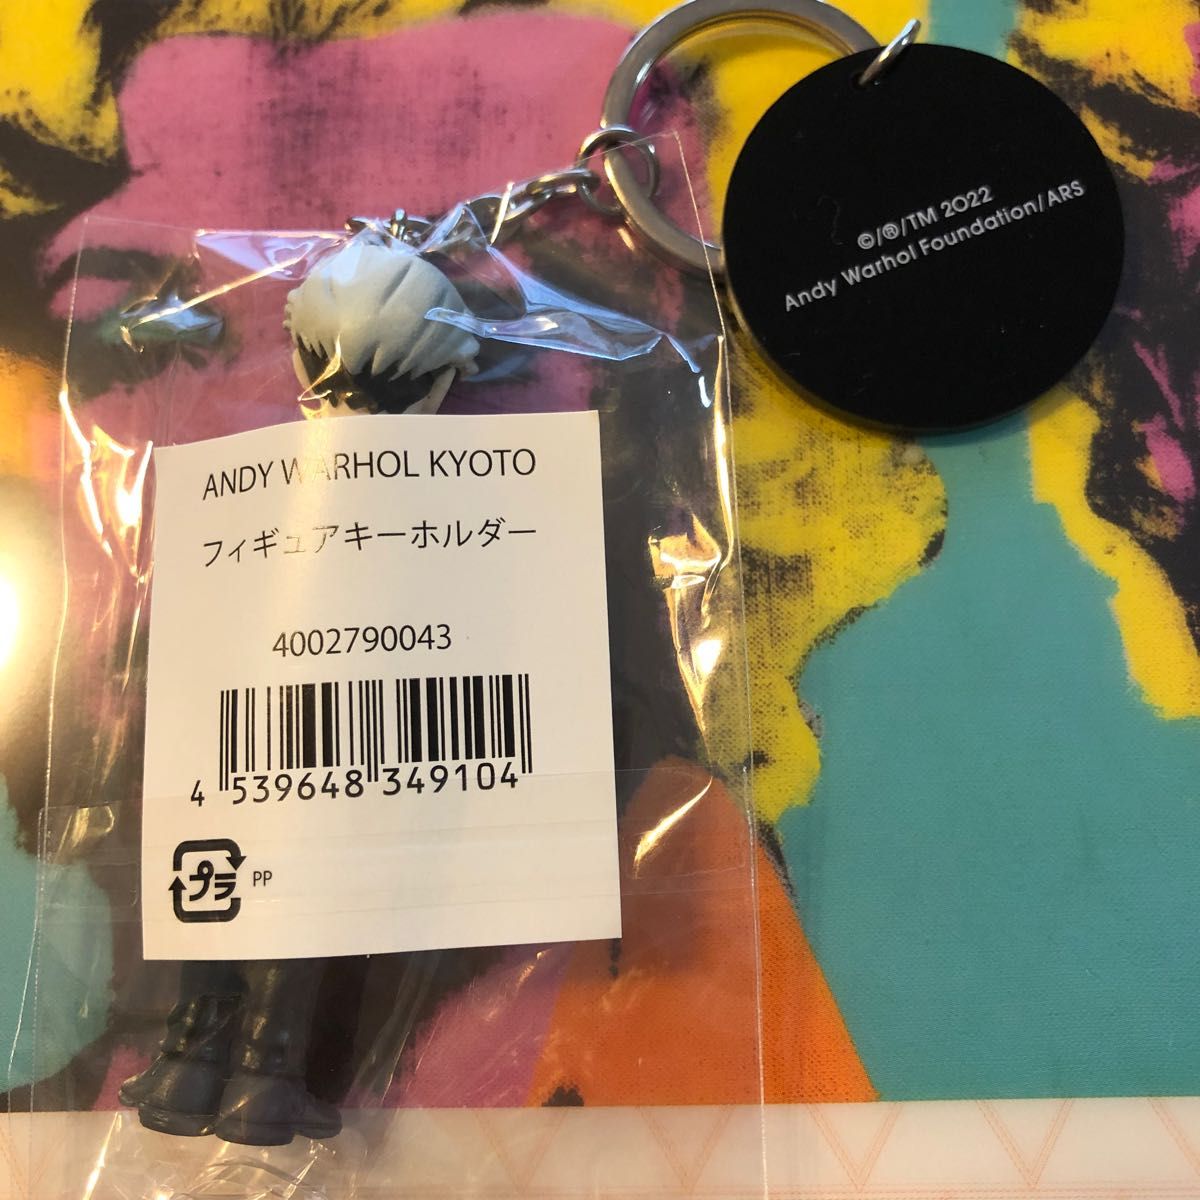 ©/®/TM 2022
Andy Warhol Foundation/ARS
ANDY WARHOL KYOTO
フィギュアキーホルダー
4002790043
4 539648 349104
プラ PP